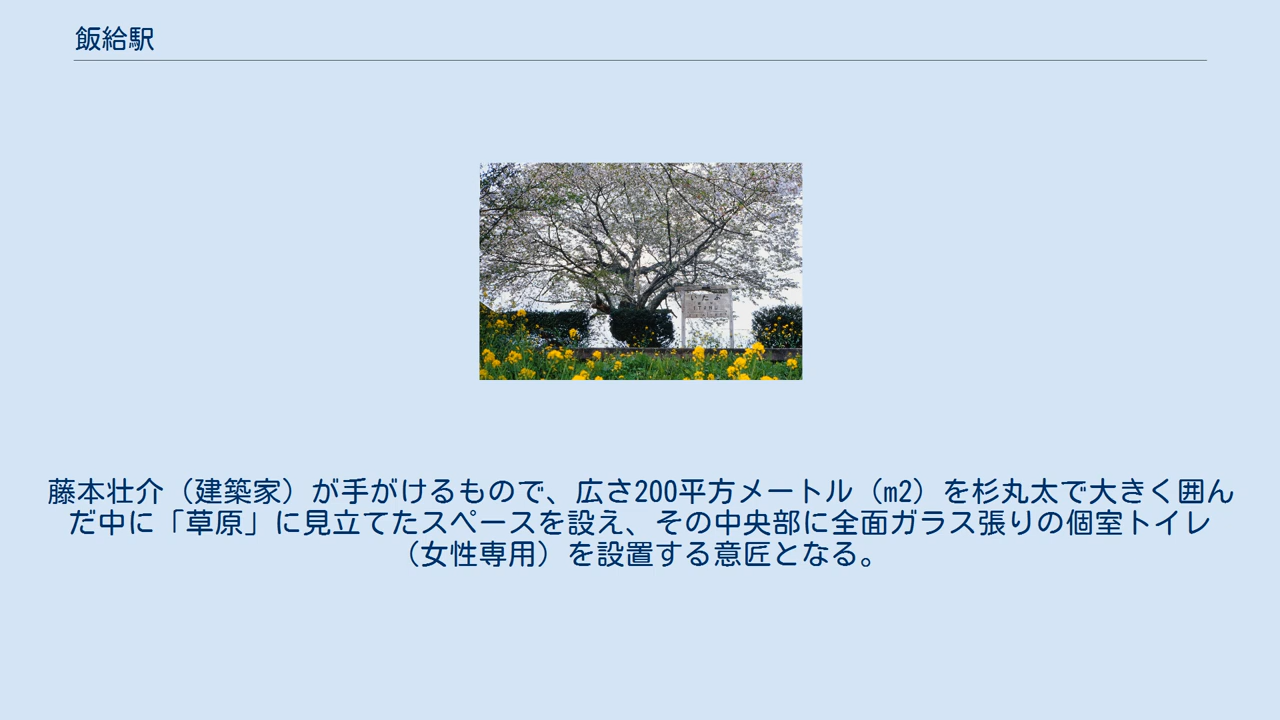 飯給駅
藤本壮介（建築家）が手がけるもので、広さ200平方メートル（m2）を杉丸太で大きく囲ん
だ中に「草原」に見立てたスペースを設え、その中央部に全面ガラス張りの個室トイレ
（女性専用）を設置する意匠となる。